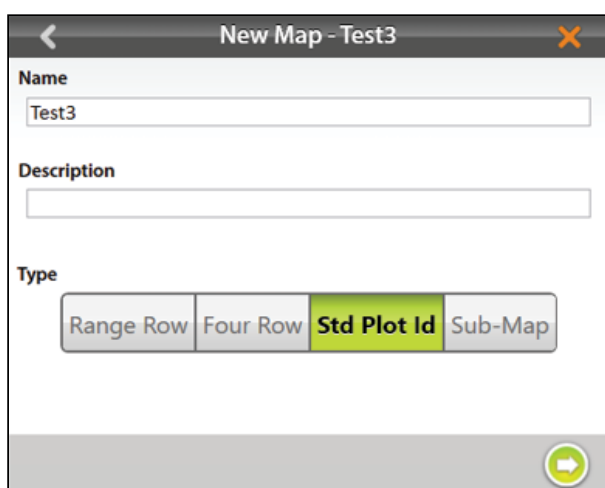 New Map - Test3
Name
Test3
Description
Type
Range Row Four Row Std Plot Id Sub-Map